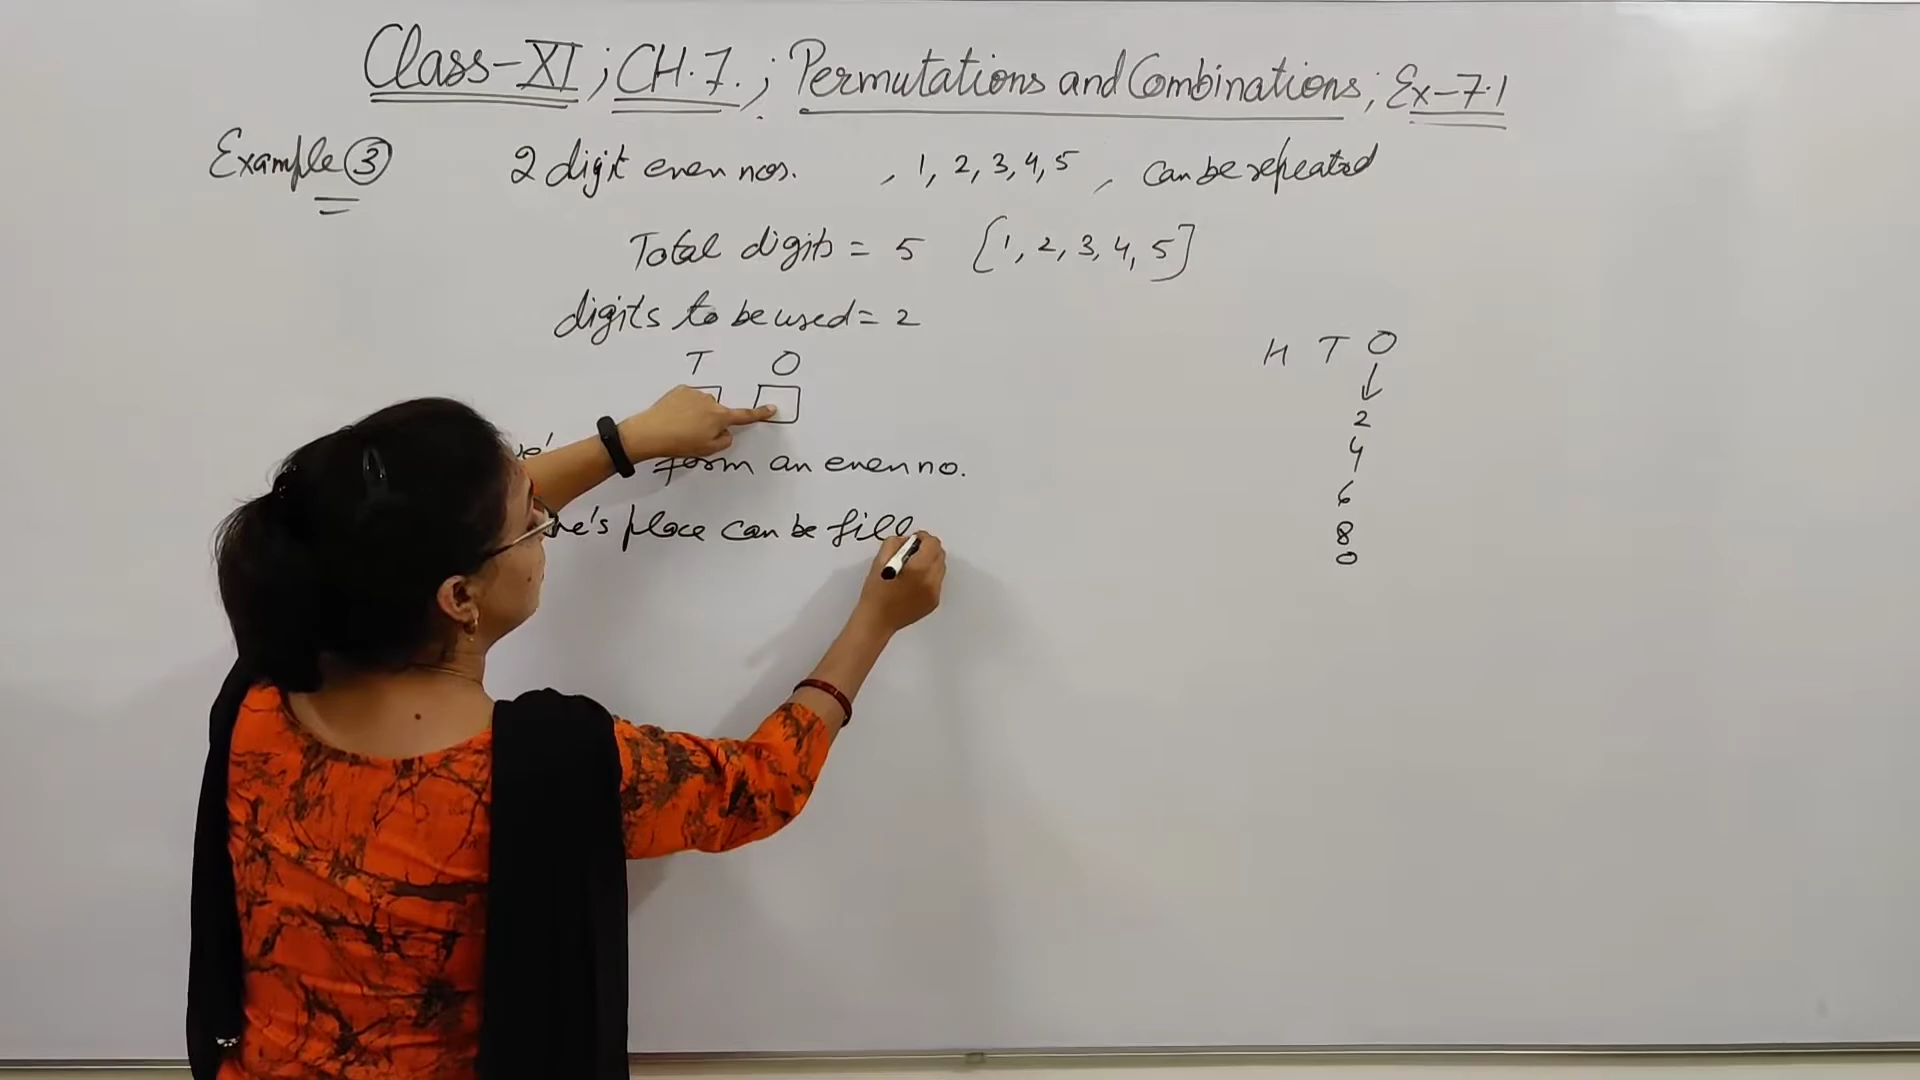 Class-XI ; CH.7. ; Permutations and Combinations ; Ex-7.1
Example 3 2 digit even nos. , 1, 2, 3, 4, 5 , can be repeated
Total digits = 5 [1, 2, 3, 4, 5]
digits to be used = 2
T O
H T O
2
4
6
8
0
form an even no.
place can be fill